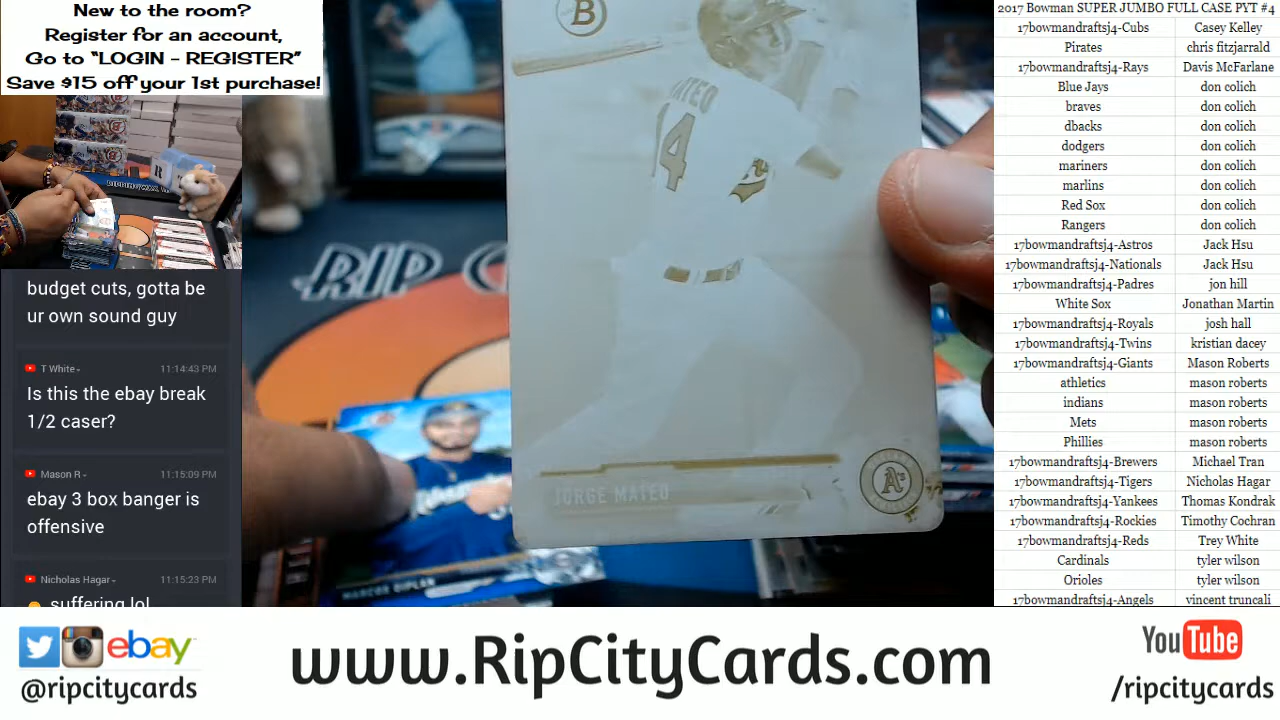 New to the room?
Register for an account,
Go to “LOGIN – REGISTER”
Save $15 off your 1st purchase!
budget cuts, gotta be
ur own sound guy
T White
11:14:43 PM
Is this the ebay break
1/2 caser?
Mason R
11:15:09 PM
ebay 3 box banger is
offensive
Nicholas Hagar
11:15:23 PM
suffering lol
B
MATEO
4
JORGE MATEO
A's
RIP C
MARCOS DIPLAN
2017 Bowman SUPER JUMBO FULL CASE PYT #4
17bowmandraftsj4-Cubs Casey Kelley
Pirates chris fitzjarrald
17bowmandraftsj4-Rays Davis McFarlane
Blue Jays don colich
braves don colich
dbacks don colich
dodgers don colich
mariners don colich
marlins don colich
Red Sox don colich
Rangers don colich
17bowmandraftsj4-Astros Jack Hsu
17bowmandraftsj4-Nationals Jack Hsu
17bowmandraftsj4-Padres jon hill
White Sox Jonathan Martin
17bowmandraftsj4-Royals josh hall
17bowmandraftsj4-Twins kristian dacey
17bowmandraftsj4-Giants Mason Roberts
athletics mason roberts
indians mason roberts
Mets mason roberts
Phillies mason roberts
17bowmandraftsj4-Brewers Michael Tran
17bowmandraftsj4-Tigers Nicholas Hagar
17bowmandraftsj4-Yankees Thomas Kondrak
17bowmandraftsj4-Rockies Timothy Cochran
17bowmandraftsj4-Reds Trey White
Cardinals tyler wilson
Orioles tyler wilson
17bowmandraftsj4-Angels vincent truncali
ebay
@ripcitycards
www.RipCityCards.com
YouTube
/ripcitycards